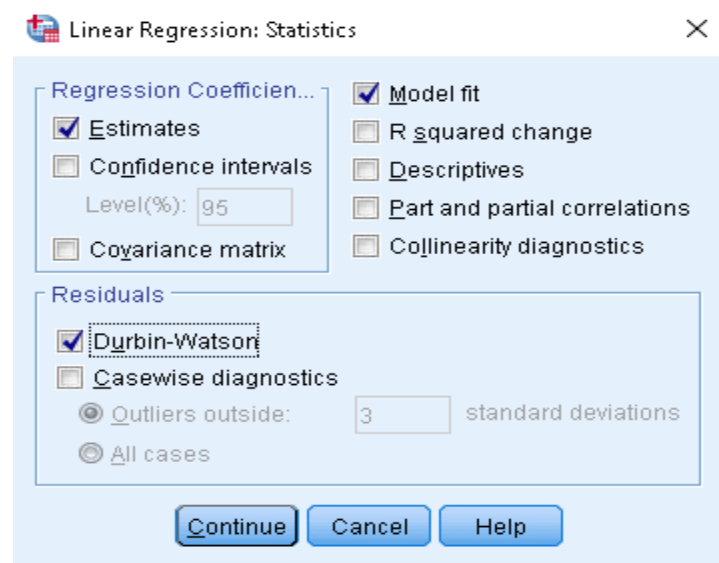 Linear Regression: Statistics
Regression Coefficien...
Estimates
Confidence intervals
Level(%): 95
Covariance matrix
Model fit
R squared change
Descriptives
Part and partial correlations
Collinearity diagnostics
Residuals
Durbin-Watson
Casewise diagnostics
Outliers outside: 3 standard deviations
All cases
Continue Cancel Help